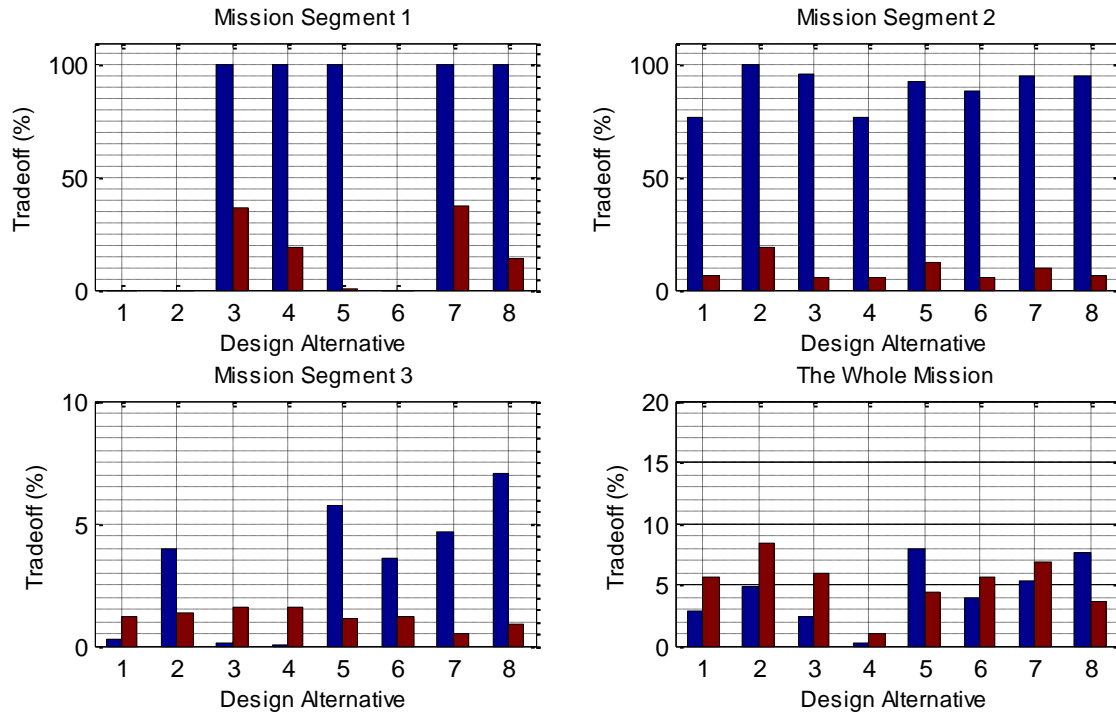 Mission Segment 1
Tradeoff (%)
100
50
0
1 2 3 4 5 6 7 8
Design Alternative
Mission Segment 2
Tradeoff (%)
100
50
0
1 2 3 4 5 6 7 8
Design Alternative
Mission Segment 3
Tradeoff (%)
10
5
0
1 2 3 4 5 6 7 8
Design Alternative
The Whole Mission
Tradeoff (%)
20
15
10
5
0
1 2 3 4 5 6 7 8
Design Alternative